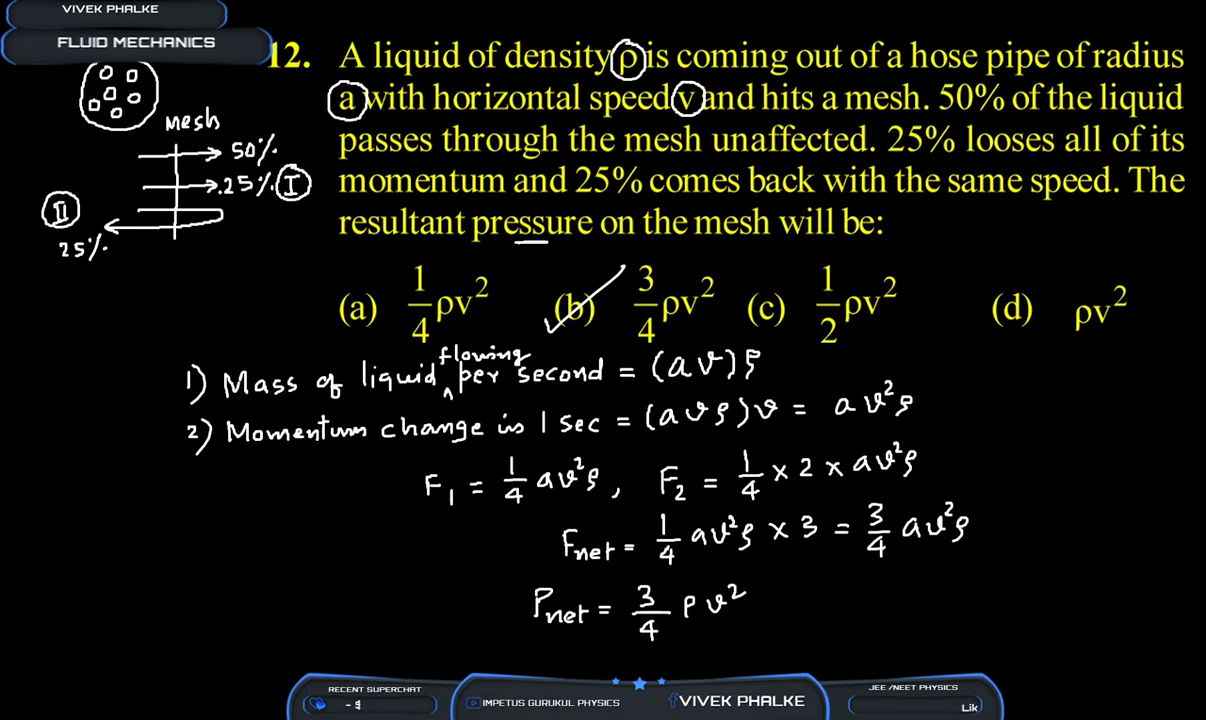 VIVEK PHALKE
FLUID MECHANICS
12. A liquid of density ρ is coming out of a hose pipe of radius
a with horizontal speed v and hits a mesh. 50% of the liquid
passes through the mesh unaffected. 25% looses all of its
momentum and 25% comes back with the same speed. The
resultant pressure on the mesh will be:
mesh
50%
25% I
II
25%
(a) 1/4 ρv² (b) 3/4 ρv² (c) 1/2 ρv² (d) ρv²
1) Mass of liquid flowing per second = (av)ρ
2) Momentum change is 1 sec = (avρ)v = av²ρ
F₁ = 1/4 av²ρ, F₂ = 1/4 × 2 × av²ρ
Fnet = 1/4 av²ρ × 3 = 3/4 av²ρ
Pnet = 3/4 ρv²
RECENT SUPERCHAT
- $
IMPETUS GURUKUL PHYSICS
VIVEK PHALKE
JEE /NEET PHYSICS
Lik